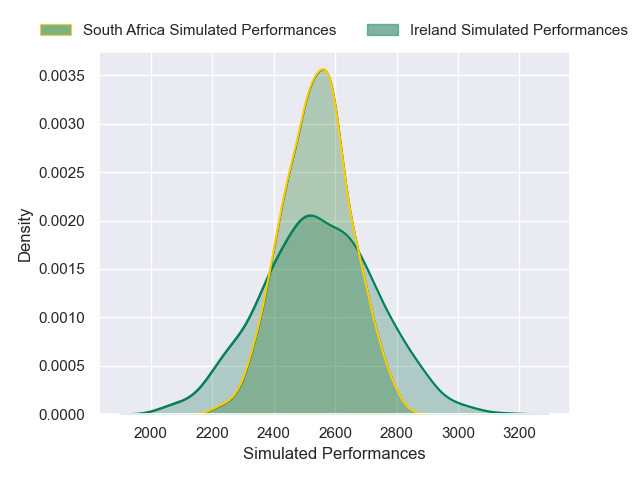 South Africa Simulated Performances Ireland Simulated Performances
0.0035
0.0030
0.0025
0.0020
0.0015
0.0010
0.0005
0.0000
Density
2000 2200 2400 2600 2800 3000 3200
Simulated Performances